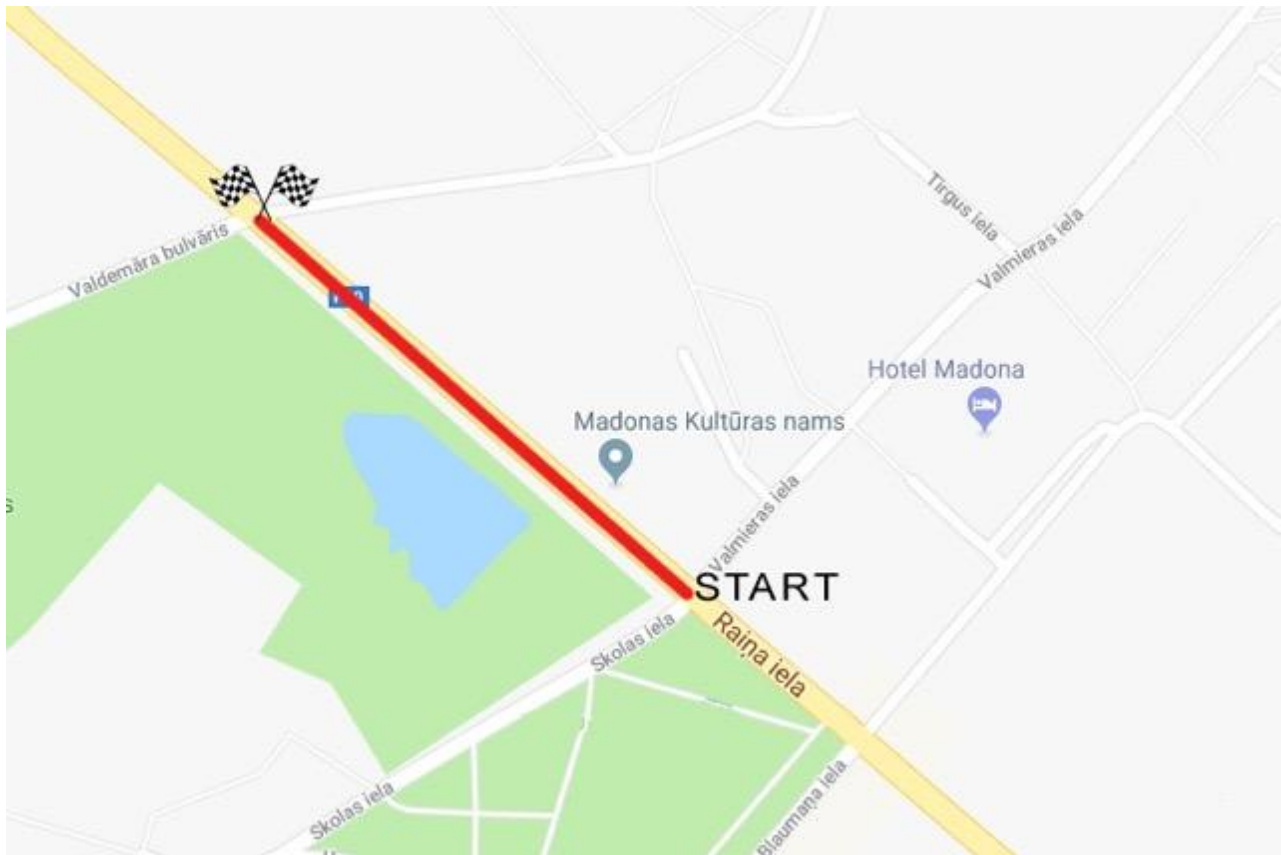 Tirgus iela
Valmieras iela
Valdemāra bulvāris
Hotel Madona
Madonas Kultūras nams
s
Valmieras iela
START
Skolas iela
Raiņa iela
Skolas iela
Blaumaņa iela